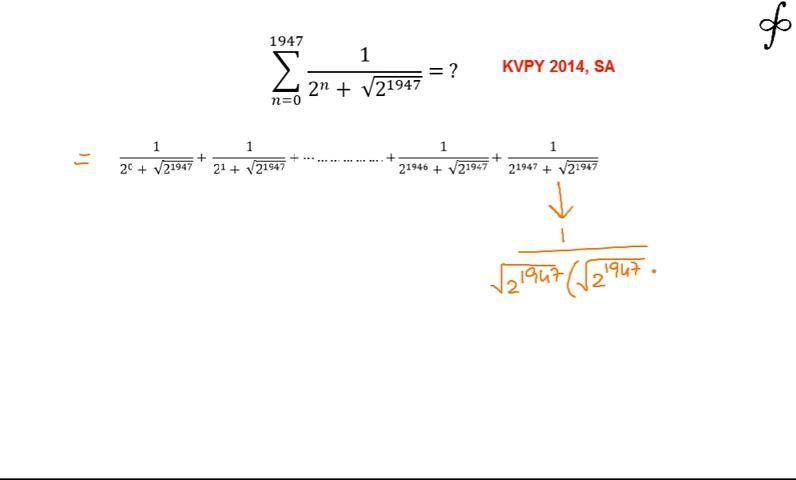 1947
∑ 1/(2ⁿ + √2¹⁹⁴⁷) = ? KVPY 2014, SA
n=0
= 1/(2⁰ + √2¹⁹⁴⁷) + 1/(2¹ + √2¹⁹⁴⁷) + ⋯ ... ... ... ... . + 1/(2¹⁹⁴⁶ + √2¹⁹⁴⁷) + 1/(2¹⁹⁴⁷ + √2¹⁹⁴⁷)
↓
1
√2¹⁹⁴⁷ (√2¹⁹⁴⁷ ·